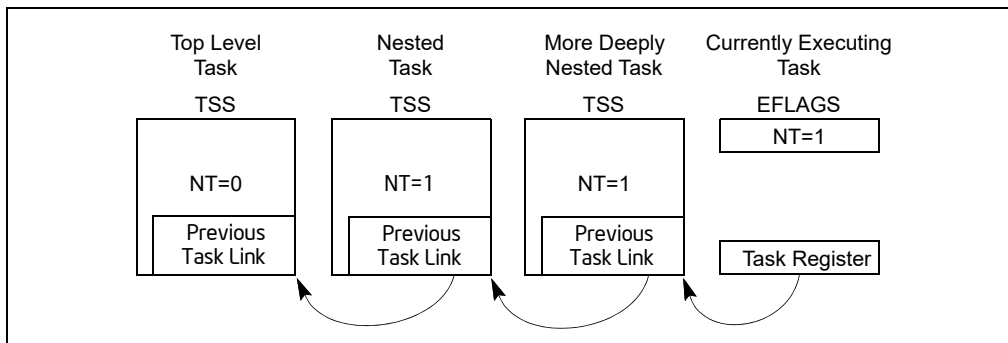 Top Level
Task
Nested
Task
More Deeply
Nested Task
Currently Executing
Task
TSS
TSS
TSS
EFLAGS
NT=1
NT=0
NT=1
NT=1
Previous
Task Link
Previous
Task Link
Previous
Task Link
Task Register